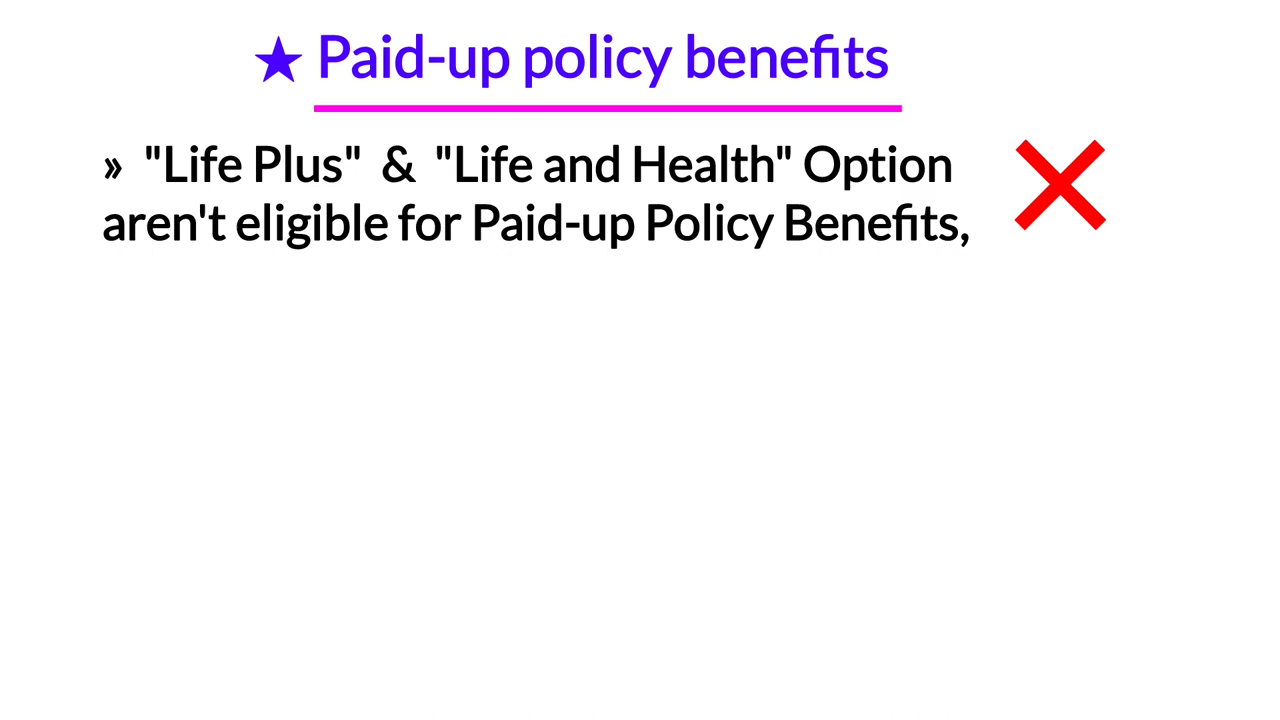 ★ Paid-up policy benefits
» "Life Plus" & "Life and Health" Option
aren't eligible for Paid-up Policy Benefits,